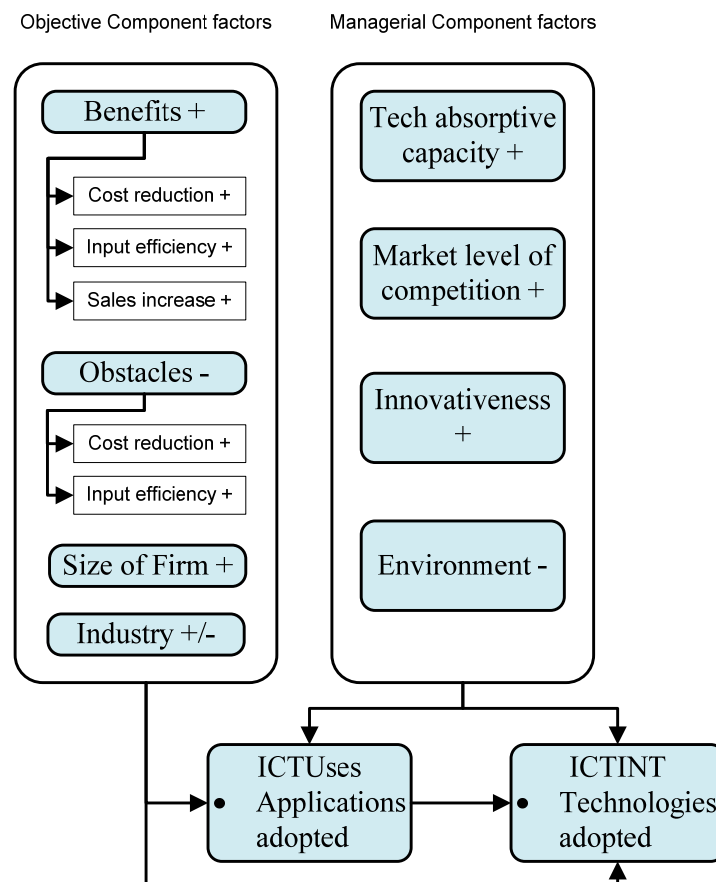 Objective Component factors
Managerial Component factors
Benefits +
Cost reduction +
Input efficiency +
Sales increase +
Obstacles -
Cost reduction +
Input efficiency +
Size of Firm +
Industry +/-
Tech absorptive
capacity +
Market level of
competition +
Innovativeness
+
Environment -
ICTUses
• Applications
adopted
ICTINT
• Technologies
adopted